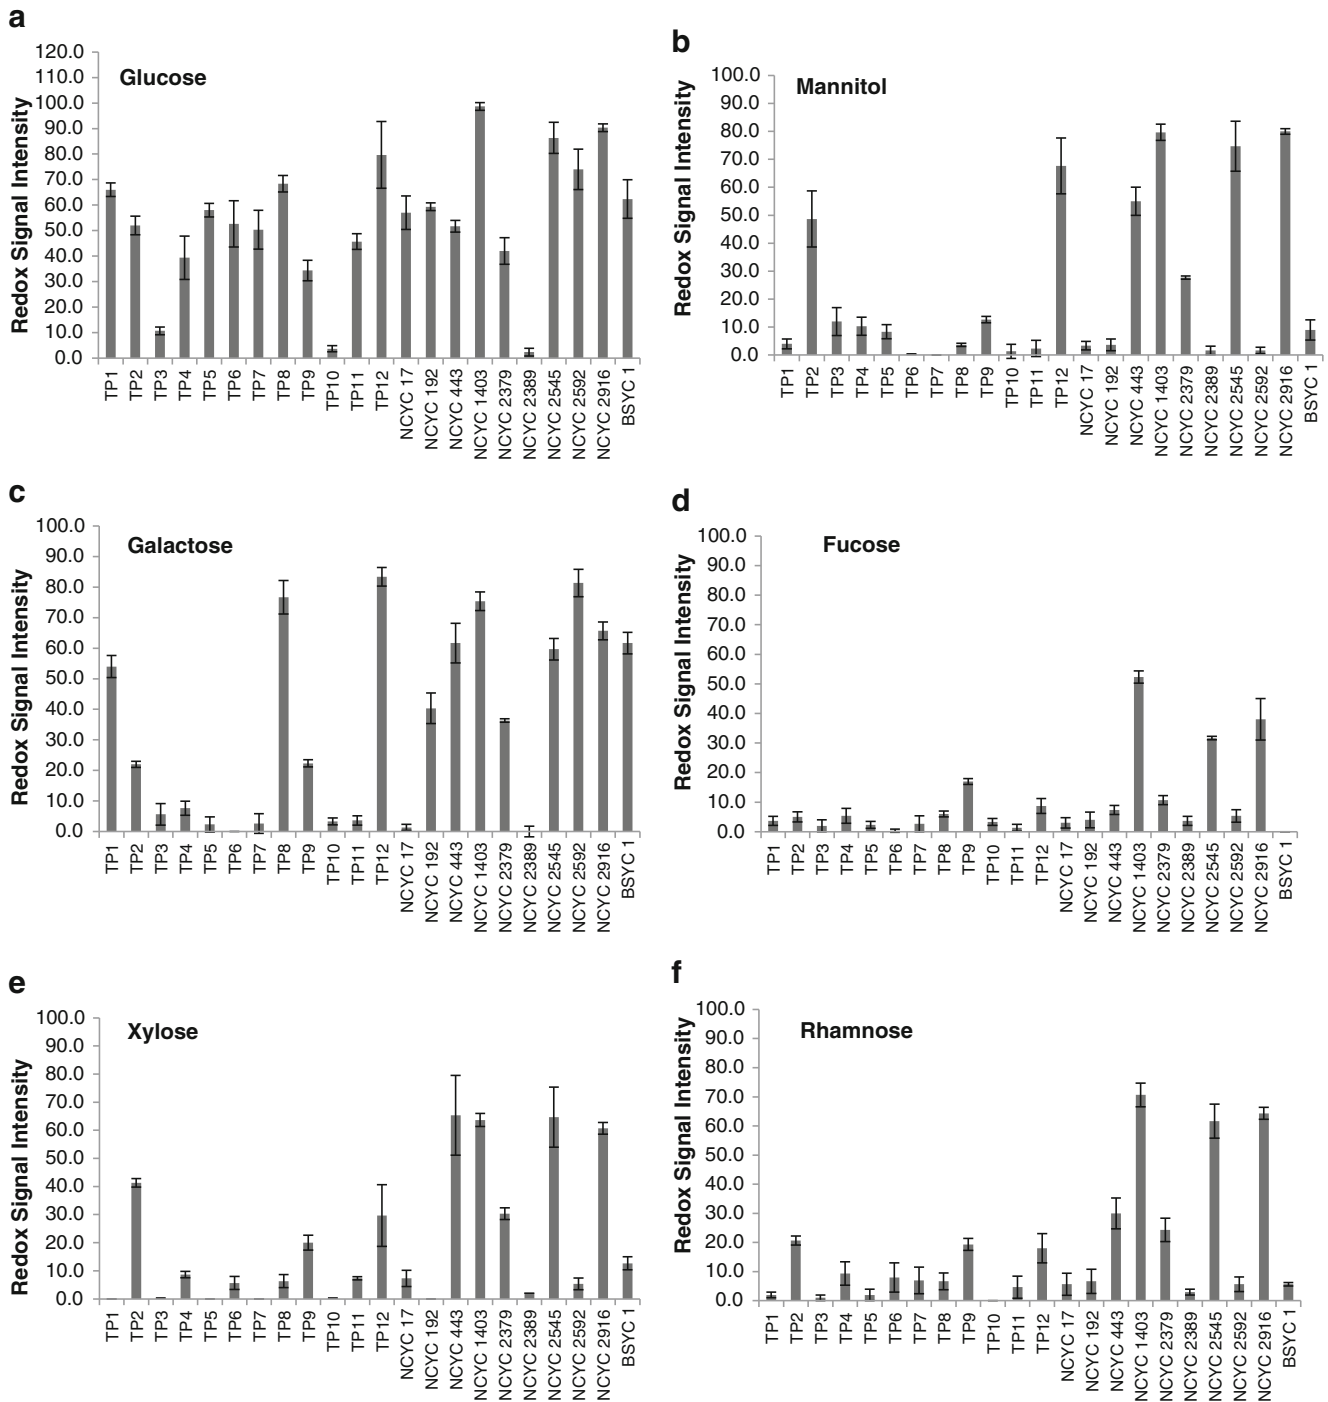 a
120.0
110.0
100.0
90.0
80.0
70.0
60.0
50.0
40.0
30.0
20.0
10.0
0.0
Redox Signal Intensity
Glucose
TP1
TP2
TP3
TP4
TP5
TP6
TP7
TP8
TP9
TP10
TP11
TP12
NCYC 17
NCYC 192
NCYC 443
NCYC 1403
NCYC 2379
NCYC 2389
NCYC 2545
NCYC 2592
NCYC 2916
BSYC 1
b
100.0
90.0
80.0
70.0
60.0
50.0
40.0
30.0
20.0
10.0
0.0
Redox Signal Intensity
Mannitol
TP1
TP2
TP3
TP4
TP5
TP6
TP7
TP8
TP9
TP10
TP11
TP12
NCYC 17
NCYC 192
NCYC 443
NCYC 1403
NCYC 2379
NCYC 2389
NCYC 2545
NCYC 2592
NCYC 2916
BSYC 1
c
100.0
90.0
80.0
70.0
60.0
50.0
40.0
30.0
20.0
10.0
0.0
Redox Signal Intensity
Galactose
TP1
TP2
TP3
TP4
TP5
TP6
TP7
TP8
TP9
TP10
TP11
TP12
NCYC 17
NCYC 192
NCYC 443
NCYC 1403
NCYC 2379
NCYC 2389
NCYC 2545
NCYC 2592
NCYC 2916
BSYC 1
d
100.0
90.0
80.0
70.0
60.0
50.0
40.0
30.0
20.0
10.0
0.0
Redox Signal Intensity
Fucose
TP1
TP2
TP3
TP4
TP5
TP6
TP7
TP8
TP9
TP10
TP11
TP12
NCYC 17
NCYC 192
NCYC 443
NCYC 1403
NCYC 2379
NCYC 2389
NCYC 2545
NCYC 2592
NCYC 2916
BSYC 1
e
100.0
90.0
80.0
70.0
60.0
50.0
40.0
30.0
20.0
10.0
0.0
Redox Signal Intensity
Xylose
TP1
TP2
TP3
TP4
TP5
TP6
TP7
TP8
TP9
TP10
TP11
TP12
NCYC 17
NCYC 192
NCYC 443
NCYC 1403
NCYC 2379
NCYC 2389
NCYC 2545
NCYC 2592
NCYC 2916
BSYC 1
f
100.0
90.0
80.0
70.0
60.0
50.0
40.0
30.0
20.0
10.0
0.0
Redox Signal Intensity
Rhamnose
TP1
TP2
TP3
TP4
TP5
TP6
TP7
TP8
TP9
TP10
TP11
TP12
NCYC 17
NCYC 192
NCYC 443
NCYC 1403
NCYC 2379
NCYC 2389
NCYC 2545
NCYC 2592
NCYC 2916
BSYC 1